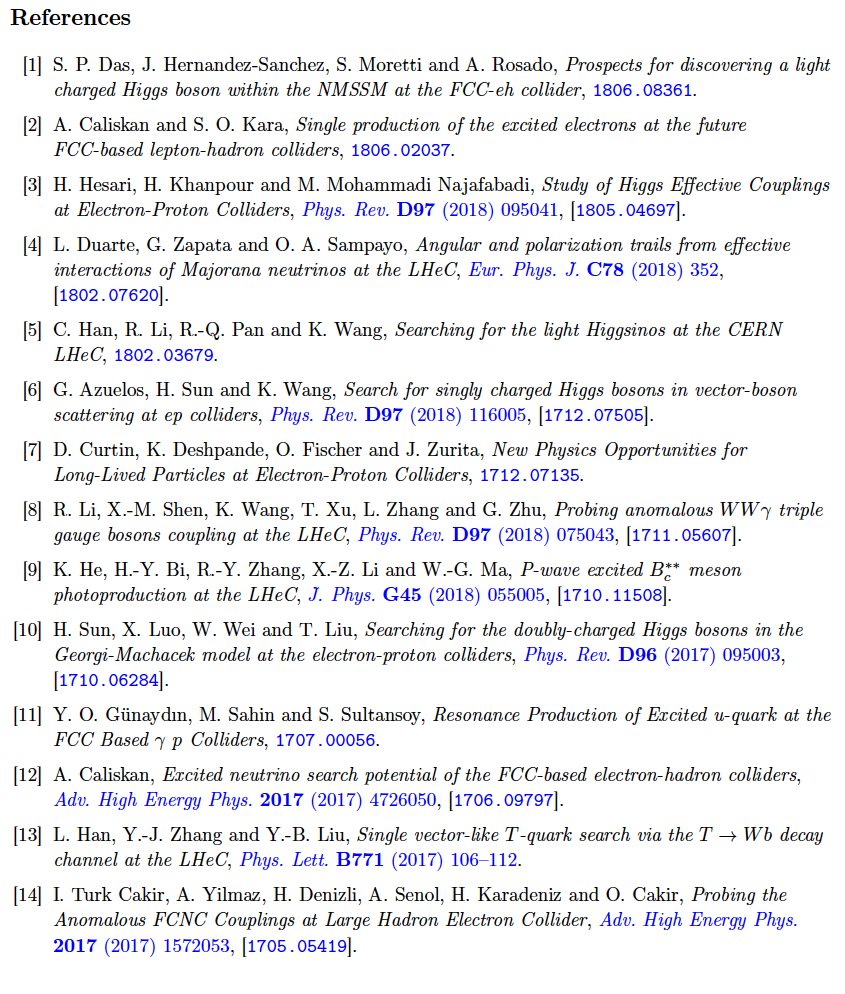 References
[1] S. P. Das, J. Hernandez-Sanchez, S. Moretti and A. Rosado, Prospects for discovering a light
charged Higgs boson within the NMSSM at the FCC-eh collider, 1806.08361.
[2] A. Caliskan and S. O. Kara, Single production of the excited electrons at the future
FCC-based lepton-hadron colliders, 1806.02037.
[3] H. Hesari, H. Khanpour and M. Mohammadi Najafabadi, Study of Higgs Effective Couplings
at Electron-Proton Colliders, Phys. Rev. D97 (2018) 095041, [1805.04697].
[4] L. Duarte, G. Zapata and O. A. Sampayo, Angular and polarization trails from effective
interactions of Majorana neutrinos at the LHeC, Eur. Phys. J. C78 (2018) 352,
[1802.07620].
[5] C. Han, R. Li, R.-Q. Pan and K. Wang, Searching for the light Higgsinos at the CERN
LHeC, 1802.03679.
[6] G. Azuelos, H. Sun and K. Wang, Search for singly charged Higgs bosons in vector-boson
scattering at ep colliders, Phys. Rev. D97 (2018) 116005, [1712.07505].
[7] D. Curtin, K. Deshpande, O. Fischer and J. Zurita, New Physics Opportunities for
Long-Lived Particles at Electron-Proton Colliders, 1712.07135.
[8] R. Li, X.-M. Shen, K. Wang, T. Xu, L. Zhang and G. Zhu, Probing anomalous WWγ triple
gauge bosons coupling at the LHeC, Phys. Rev. D97 (2018) 075043, [1711.05607].
[9] K. He, H.-Y. Bi, R.-Y. Zhang, X.-Z. Li and W.-G. Ma, P-wave excited B_c^{**} meson
photoproduction at the LHeC, J. Phys. G45 (2018) 055005, [1710.11508].
[10] H. Sun, X. Luo, W. Wei and T. Liu, Searching for the doubly-charged Higgs bosons in the
Georgi-Machacek model at the electron-proton colliders, Phys. Rev. D96 (2017) 095003,
[1710.06284].
[11] Y. O. Günaydın, M. Sahin and S. Sultansoy, Resonance Production of Excited u-quark at the
FCC Based γ p Colliders, 1707.00056.
[12] A. Caliskan, Excited neutrino search potential of the FCC-based electron-hadron colliders,
Adv. High Energy Phys. 2017 (2017) 4726050, [1706.09797].
[13] L. Han, Y.-J. Zhang and Y.-B. Liu, Single vector-like T-quark search via the T → Wb decay
channel at the LHeC, Phys. Lett. B771 (2017) 106–112.
[14] I. Turk Cakir, A. Yilmaz, H. Denizli, A. Senol, H. Karadeniz and O. Cakir, Probing the
Anomalous FCNC Couplings at Large Hadron Electron Collider, Adv. High Energy Phys.
2017 (2017) 1572053, [1705.05419].